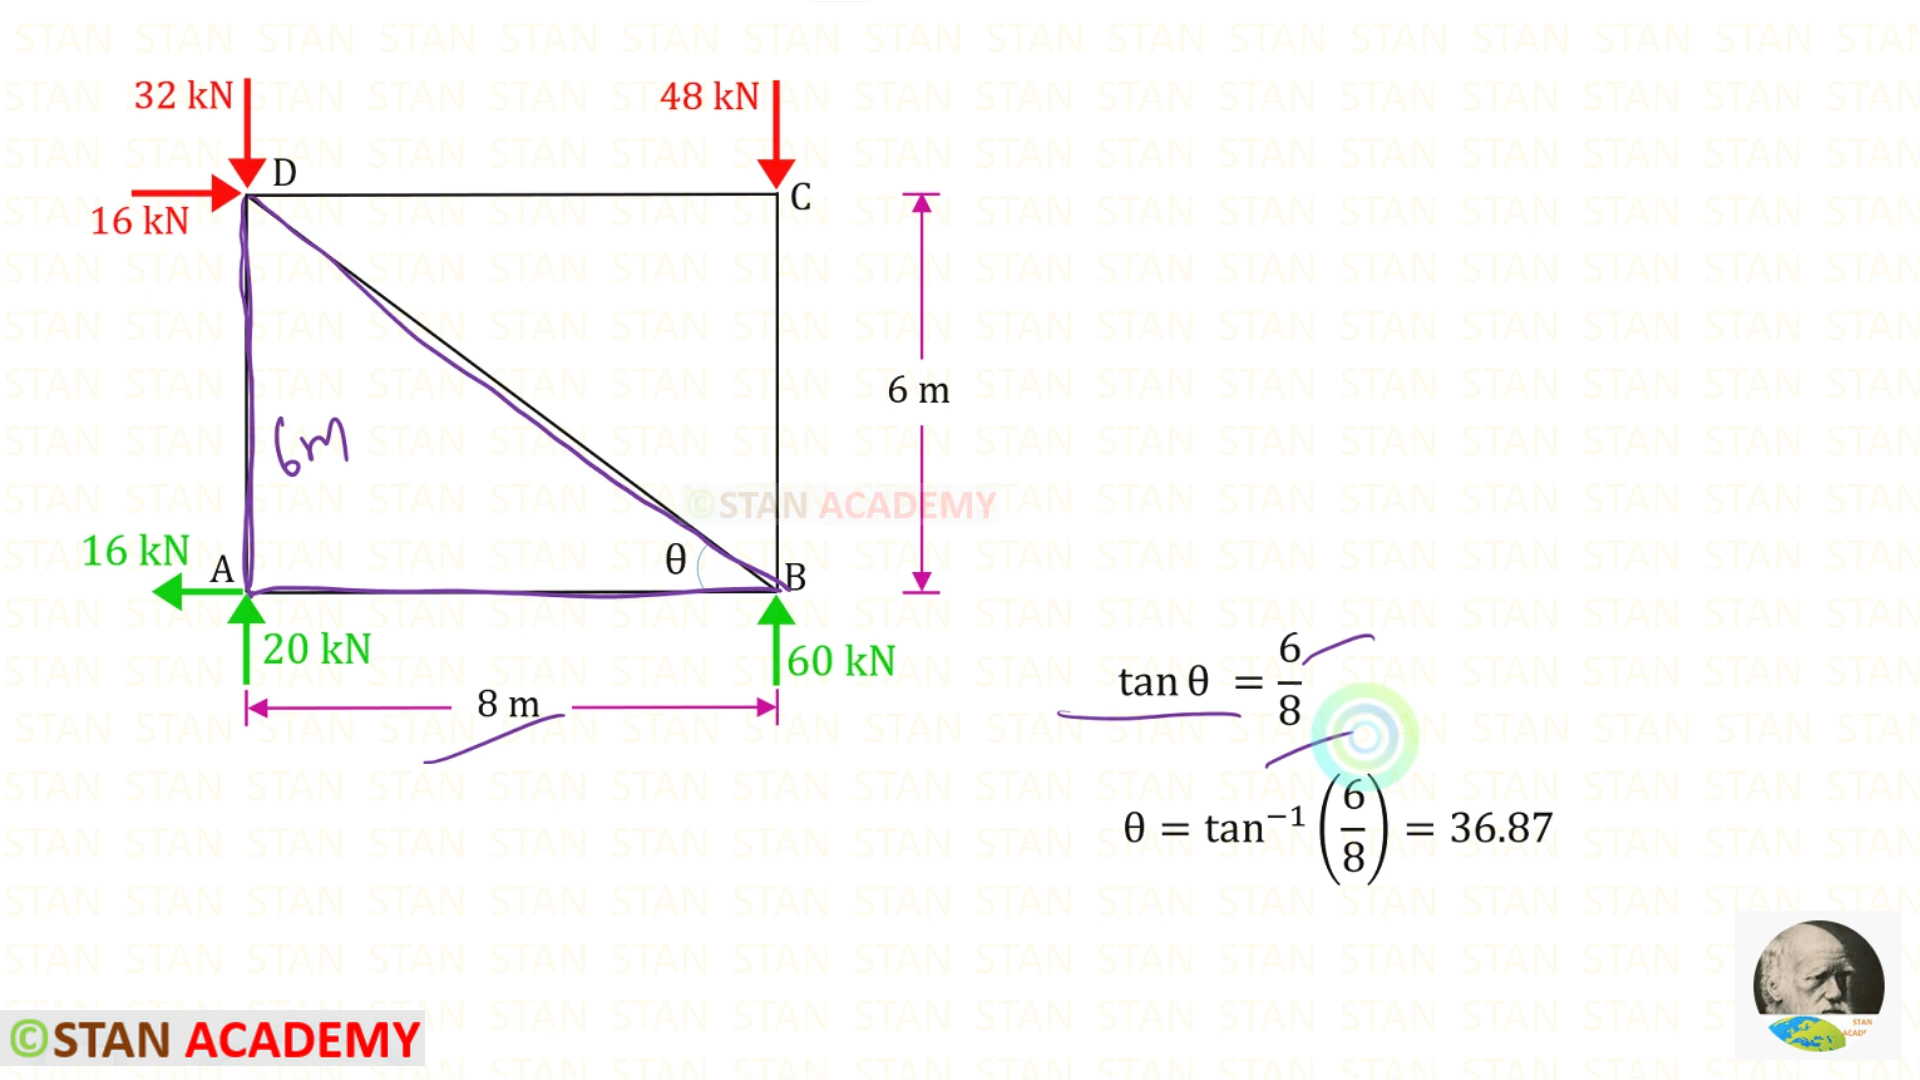 32 kN
48 kN
D
C
16 kN
6 m
6m
16 kN
A
θ
B
20 kN
60 kN
8 m
tan θ = 6/8
θ = tan⁻¹ (6/8) = 36.87
©STAN ACADEMY
©STAN ACADEMY
STAN